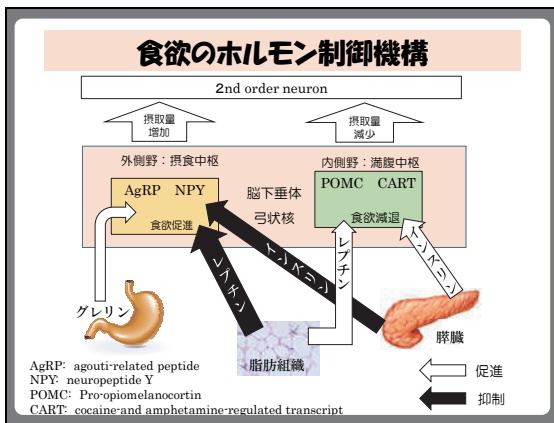 食欲のホルモン制御機構
2nd order neuron
摂取量
増加
摂取量
減少
外側野：摂食中枢
内側野：満腹中枢
AgRP NPY
食欲促進
脳下垂体
弓状核
POMC CART
食欲減退
グレリン
レプチン
インスリン
レプチン
インスリン
脂肪組織
膵臓
AgRP: agouti-related peptide
NPY: neuropeptide Y
POMC: Pro-opiomelanocortin
CART: cocaine-and amphetamine-regulated transcript
促進
抑制